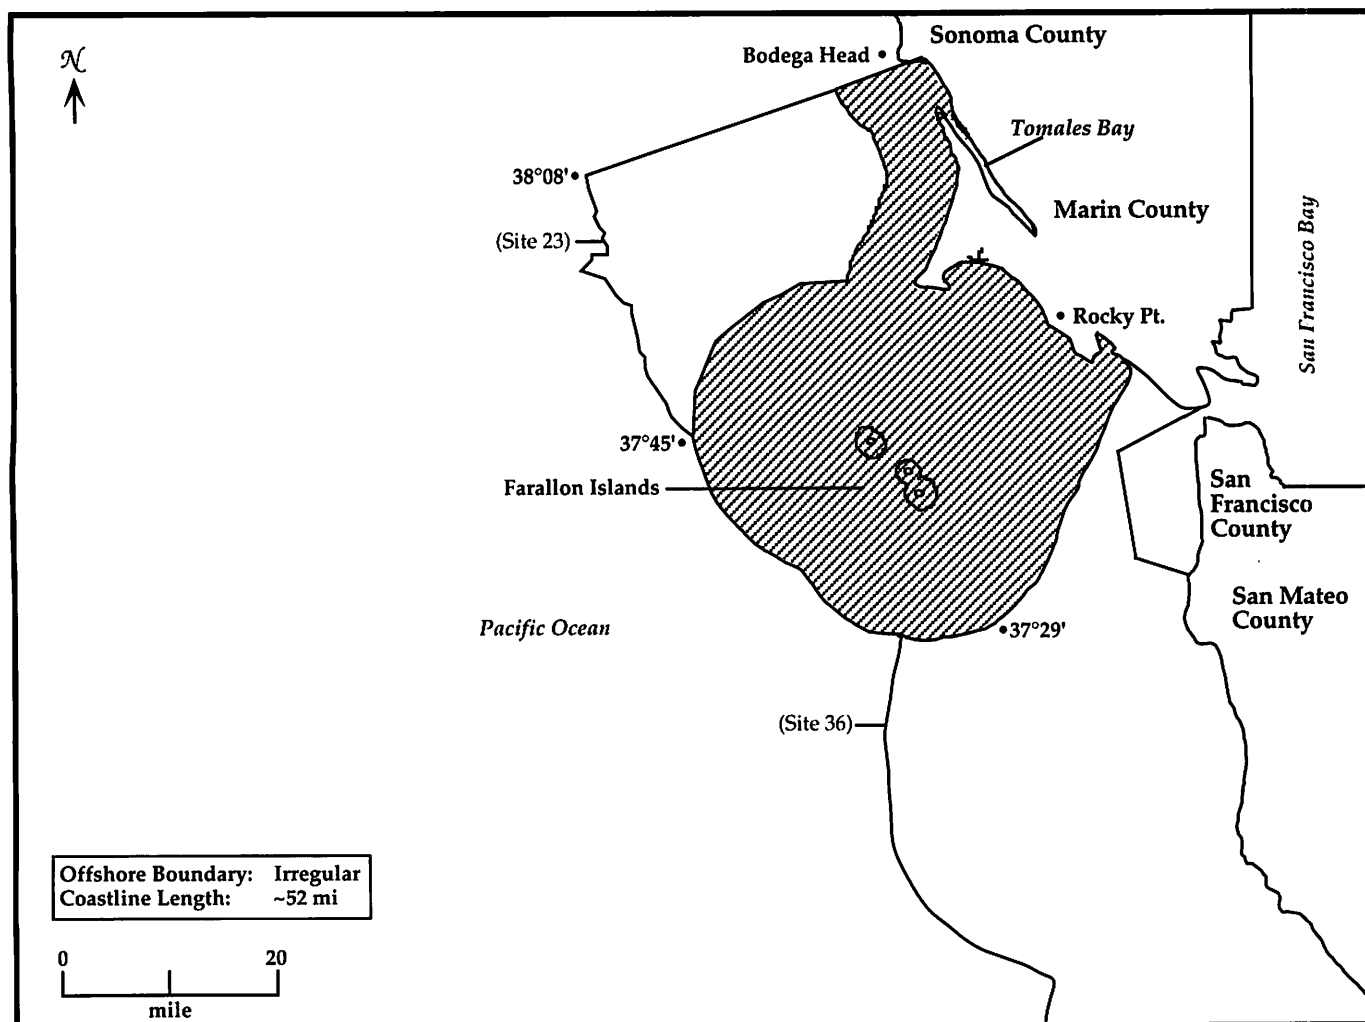 N
Sonoma County
Bodega Head
Tomales Bay
38°08'
Marin County
(Site 23)
San Francisco Bay
Rocky Pt.
37°45'
Farallon Islands
San
Francisco
County
San Mateo
County
Pacific Ocean
37°29'
(Site 36)
Offshore Boundary: Irregular
Coastline Length: ~52 mi
0 20
mile